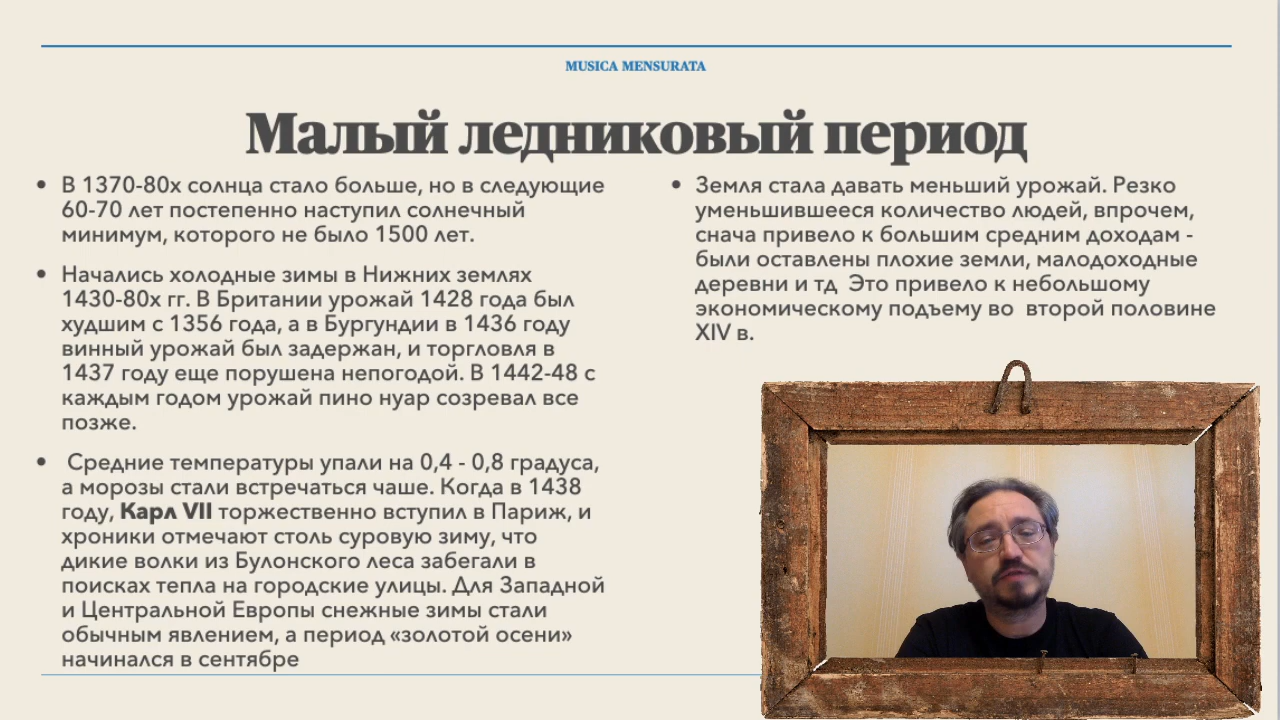 MUSICA MENSURATA
Малый ледниковый период
• В 1370-80х солнца стало больше, но в следующие
60-70 лет постепенно наступил солнечный
минимум, которого не было 1500 лет.
• Начались холодные зимы в Нижних землях
1430-80х гг. В Британии урожай 1428 года был
худшим с 1356 года, а в Бургундии в 1436 году
винный урожай был задержан, и торгловля в
1437 году еще порушена непогодой. В 1442-48 с
каждым годом урожай пино нуар созревал все
позже.
• Средние температуры упали на 0,4 - 0,8 градуса,
а морозы стали встречаться чаше. Когда в 1438
году, Карл VII торжественно вступил в Париж, и
хроники отмечают столь суровую зиму, что
дикие волки из Булонского леса забегали в
поисках тепла на городские улицы. Для Западной
и Центральной Европы снежные зимы стали
обычным явлением, а период «золотой осени»
начинался в сентябре
• Земля стала давать меньший урожай. Резко
уменьшившееся количество людей, впрочем,
снача привело к большим средним доходам -
были оставлены плохие земли, малодоходные
деревни и тд  Это привело к небольшому
экономическому подъему во  второй половине
XIV в.